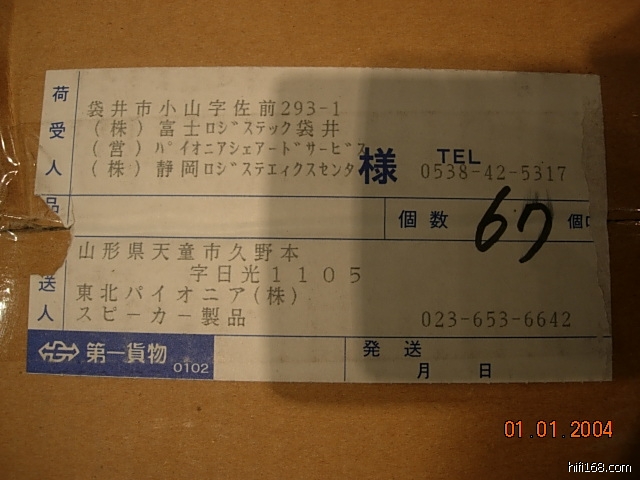 荷受人
袋井市小山字佐前293-1
(株)富士ロジステック袋井
(営)パイオニアシェアードサービス
(株)静岡ロジステエィクスセンタ
様
TEL
0538-42-5317
品
個数
67
個口
送人
山形県天童市久野本
字日光1105
東北パイオニア(株)
スピーカー製品
023-653-6642
第一貨物
0102
発送
月 日
01.01.2004
hifi168.com